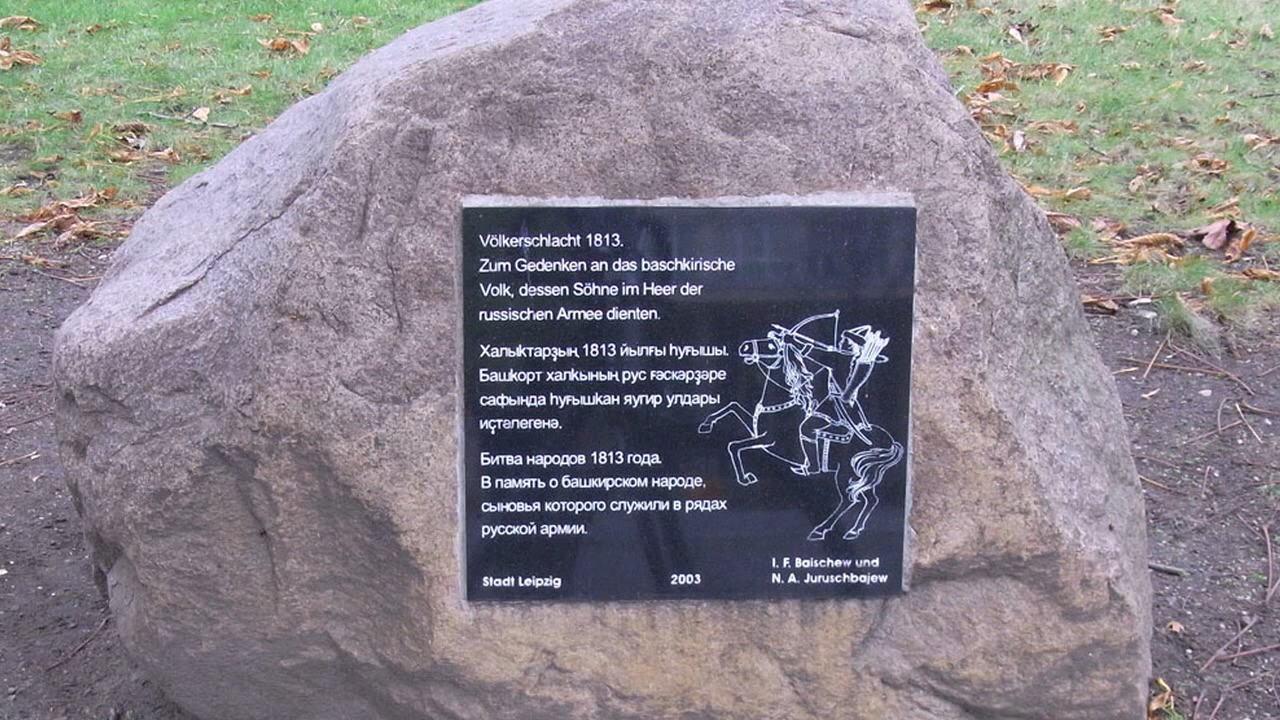 Völkerschlacht 1813.
Zum Gedenken an das baschkirische
Volk, dessen Söhne im Heer der
russischen Armee dienten.
Халыҡтарҙың 1813 йылғы һуғышы.
Башҡорт халҡының рус ғәскәрҙәре
сафында һуғышҡан яугир улдары
иҫтәлегенә.
Битва народов 1813 года.
В память о башкирском народе,
сыновья которого служили в рядах
русской армии.
Stadt Leipzig
2003
I. F. Baischew und
N. A. Juruschbajew